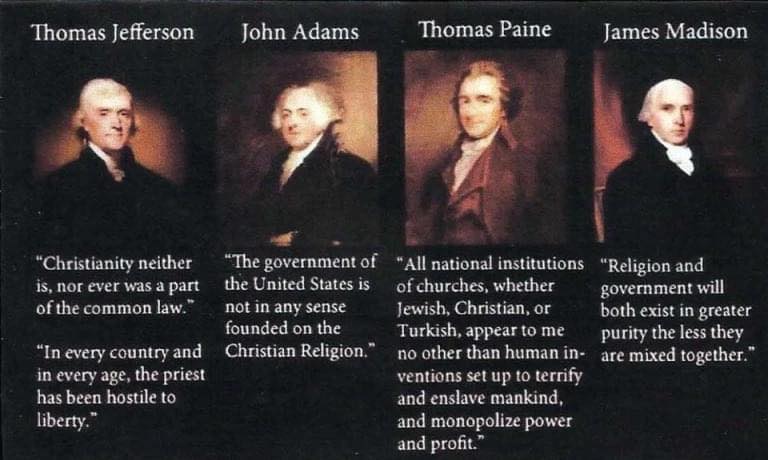 Thomas Jefferson
“Christianity neither
is, nor ever was a part
of the common law.”
“In every country and
in every age, the priest
has been hostile to
liberty.”
John Adams
“The government of
the United States is
not in any sense
founded on the
Christian Religion.”
Thomas Paine
“All national institutions
of churches, whether
Jewish, Christian, or
Turkish, appear to me
no other than human in-
ventions set up to terrify
and enslave mankind,
and monopolize power
and profit.”
James Madison
“Religion and
government will
both exist in greater
purity the less they
are mixed together.”